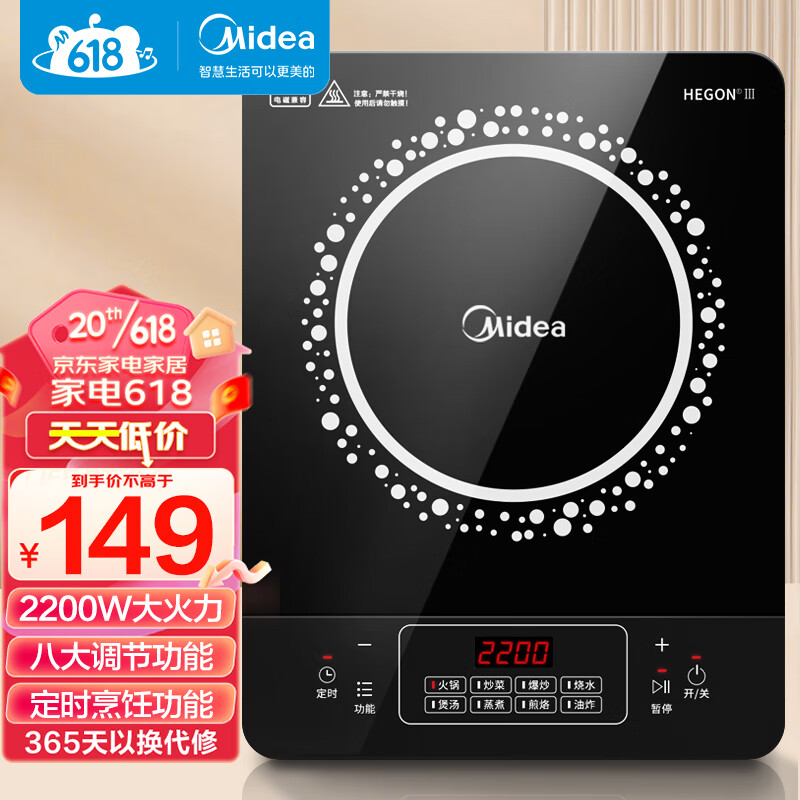 618
Midea
智慧生活可以更美的
电磁兼容
注意：严禁干烧！
使用后请勿触摸！
HEGON® III
Midea
20th/618
京东家电家居
家电618
天天低价
到手价不高于
¥149
2200W大火力
八大调节功能
定时烹饪功能
365天以换代修
2200
火锅 炒菜 爆炒 烧水
煲汤 蒸煮 煎烙 油炸
－
＋
定时
功能
暂停
开/关